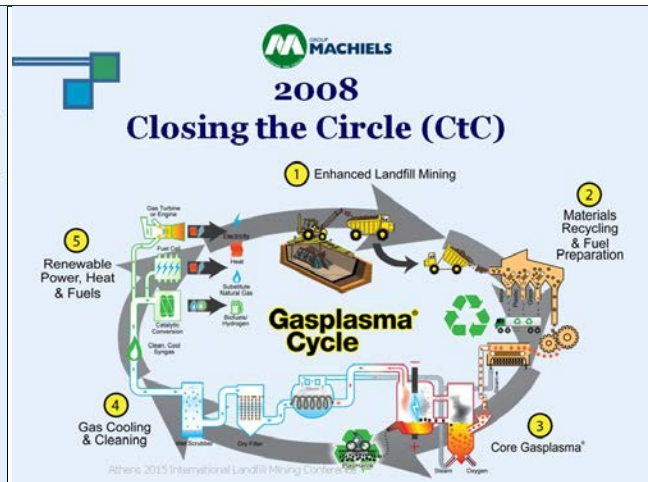 GROUP
MACHIELS
2008
Closing the Circle (CtC)
1 Enhanced Landfill Mining
2
Materials
Recycling
& Fuel
Preparation
Gas Turbine
or Engine
Electricity
Heat
Fuel Cell
Substitute
Natural Gas
Biofuels/
Hydrogen
Catalytic
Conversion
Clean, Cool
Syngas
5
Renewable
Power, Heat
& Fuels
Gasplasma®
Cycle
4
Gas Cooling
& Cleaning
Wet Scrubber
Dry Filter
Plasmarok
Steam
Oxygen
3
Core Gasplasma®
Athens 2015 International Landfill Mining Conference